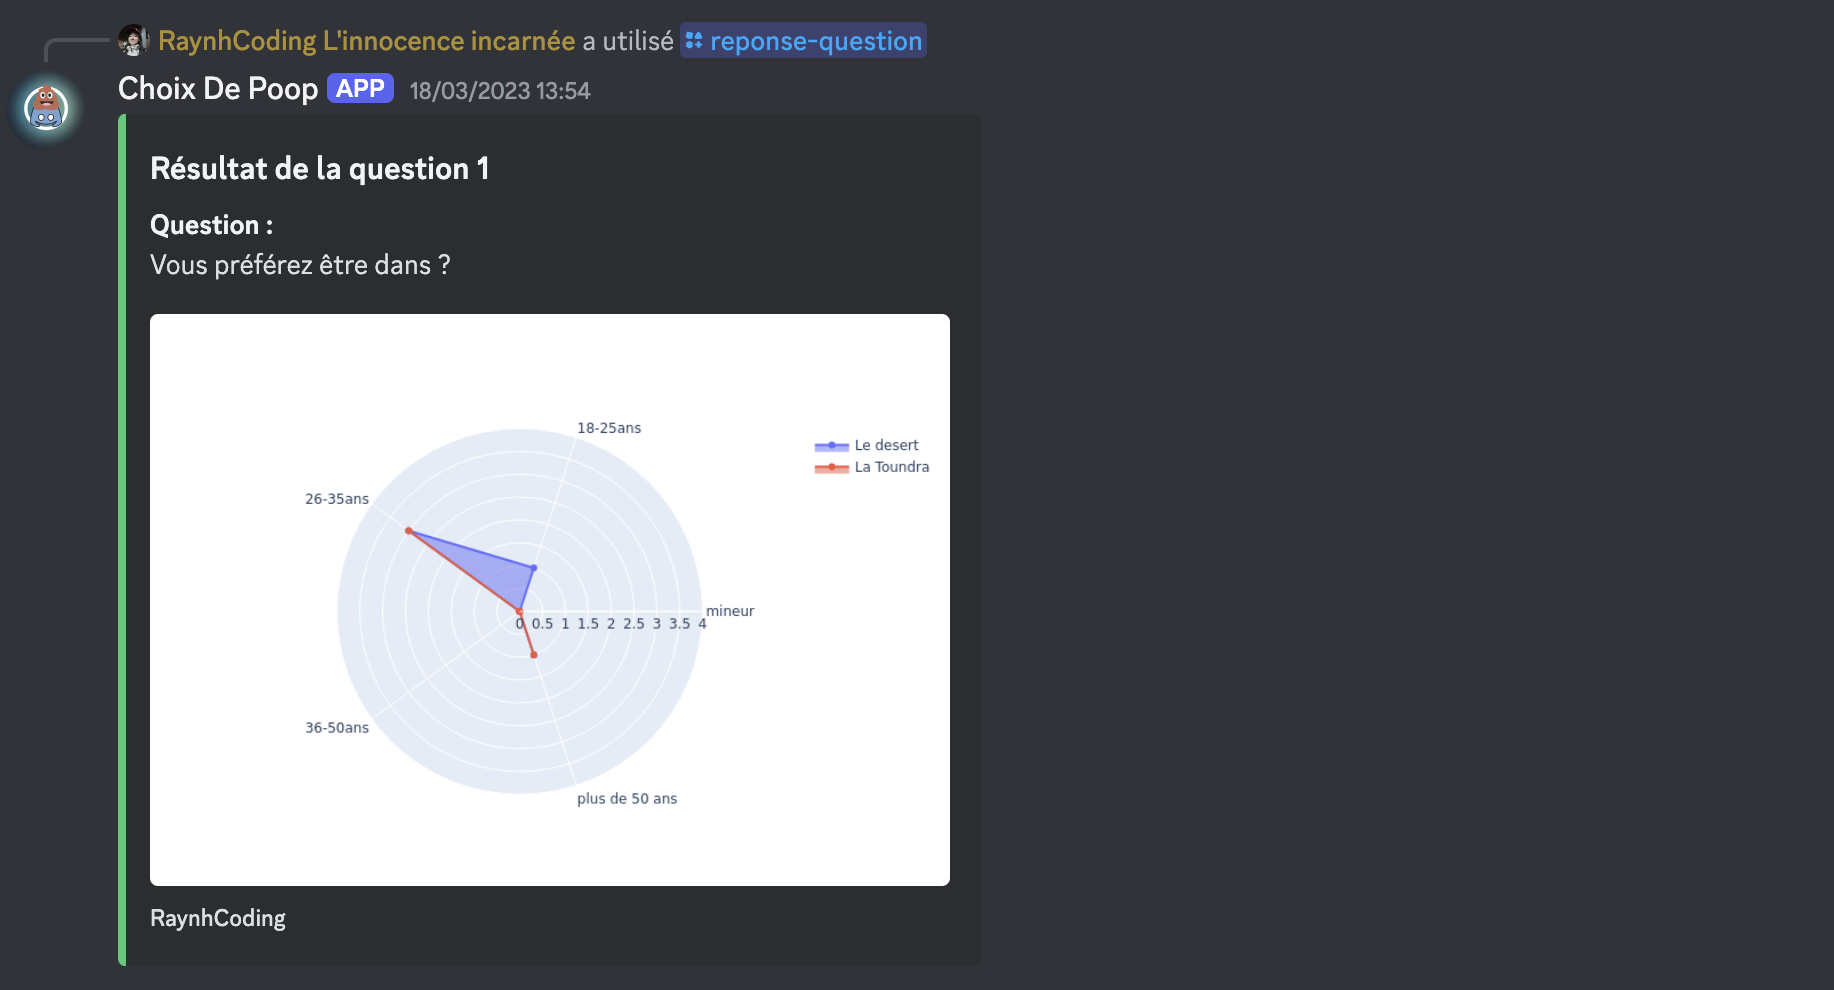 RaynhCoding L'innocence incarnée a utilisé reponse-question
Choix De Poop APP 18/03/2023 13:54
Résultat de la question 1
Question :
Vous préférez être dans ?
18-25ans
Le desert
La Toundra
26-35ans
mineur
0 0.5 1 1.5 2 2.5 3 3.5 4
36-50ans
plus de 50 ans
RaynhCoding